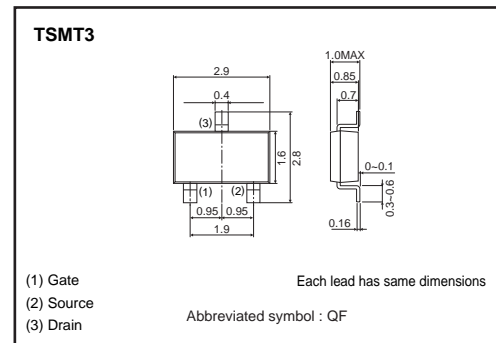 TSMT3
1.0MAX
2.9
0.85
0.4
0.7
(3)
1.6
2.8
0~0.1
(1)
(2)
0.3~0.6
0.95
0.95
0.16
1.9
(1) Gate
Each lead has same dimensions
(2) Source
Abbreviated symbol : QF
(3) Drain